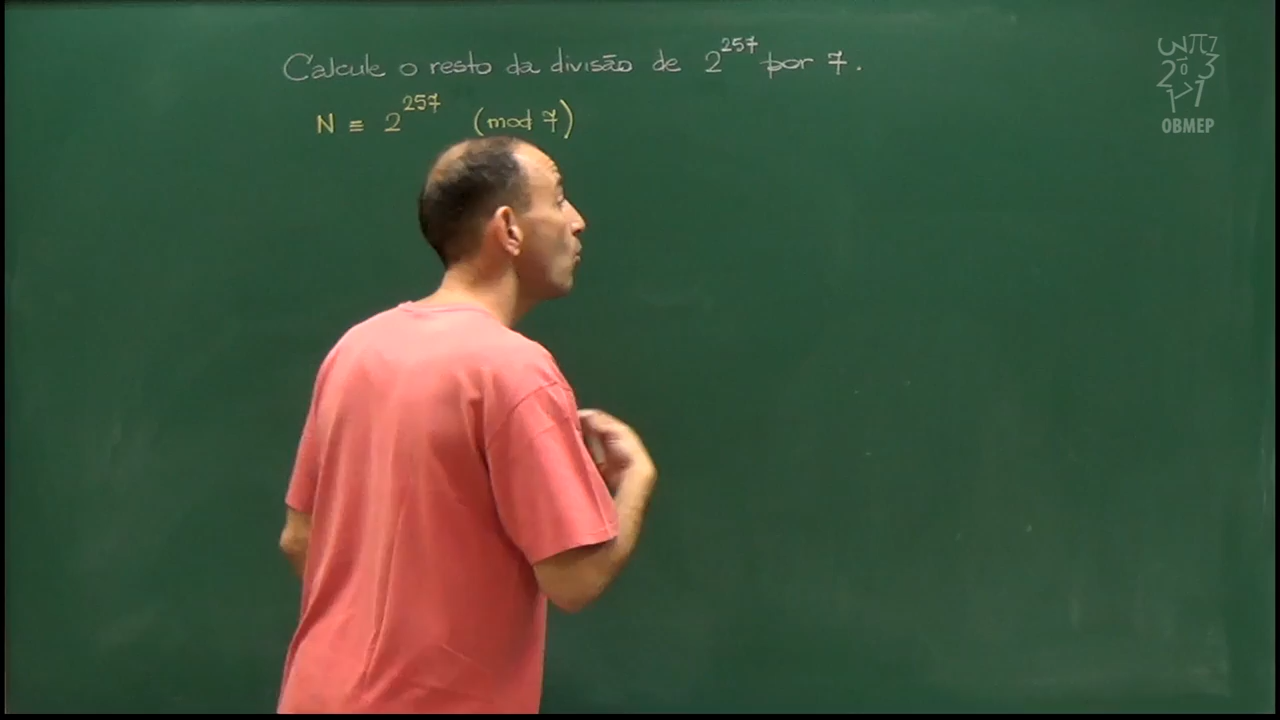 Calcule o resto da divisão de 2^257 por 7.
N ≡ 2^257 (mod 7)
OBMEP